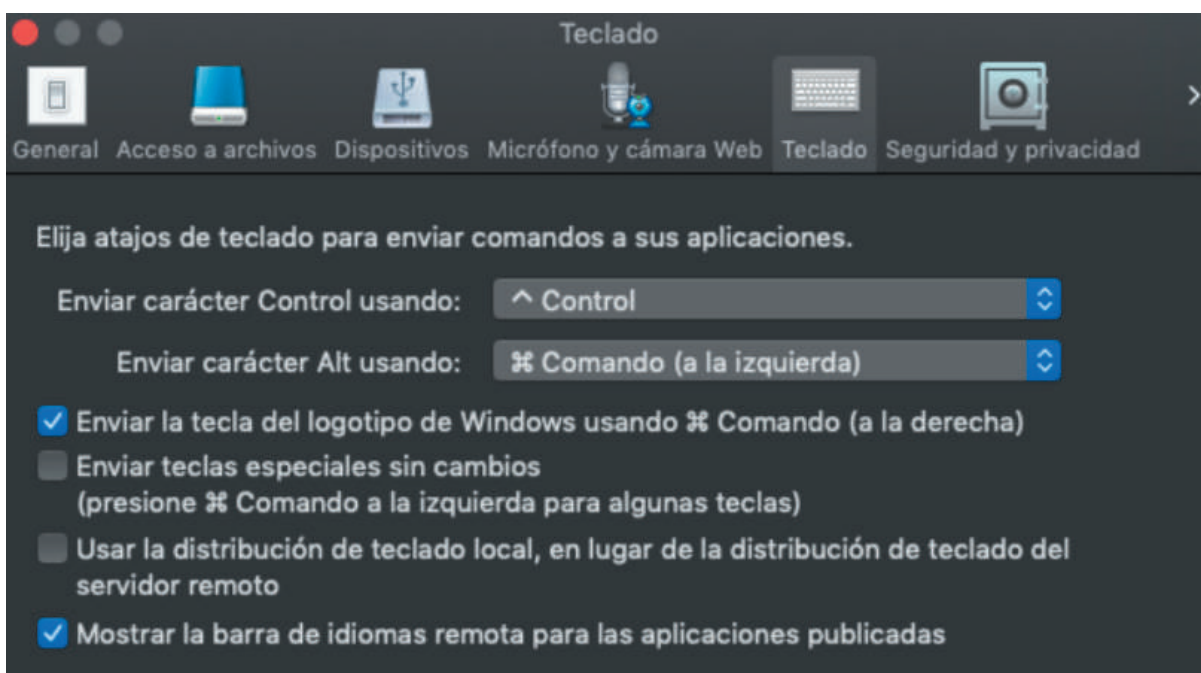 Teclado
General Acceso a archivos Dispositivos Micrófono y cámara Web Teclado Seguridad y privacidad
Elija atajos de teclado para enviar comandos a sus aplicaciones.
Enviar carácter Control usando: ^ Control
Enviar carácter Alt usando: ⌘ Comando (a la izquierda)
Enviar la tecla del logotipo de Windows usando ⌘ Comando (a la derecha)
Enviar teclas especiales sin cambios
(presione ⌘ Comando a la izquierda para algunas teclas)
Usar la distribución de teclado local, en lugar de la distribución de teclado del
servidor remoto
Mostrar la barra de idiomas remota para las aplicaciones publicadas